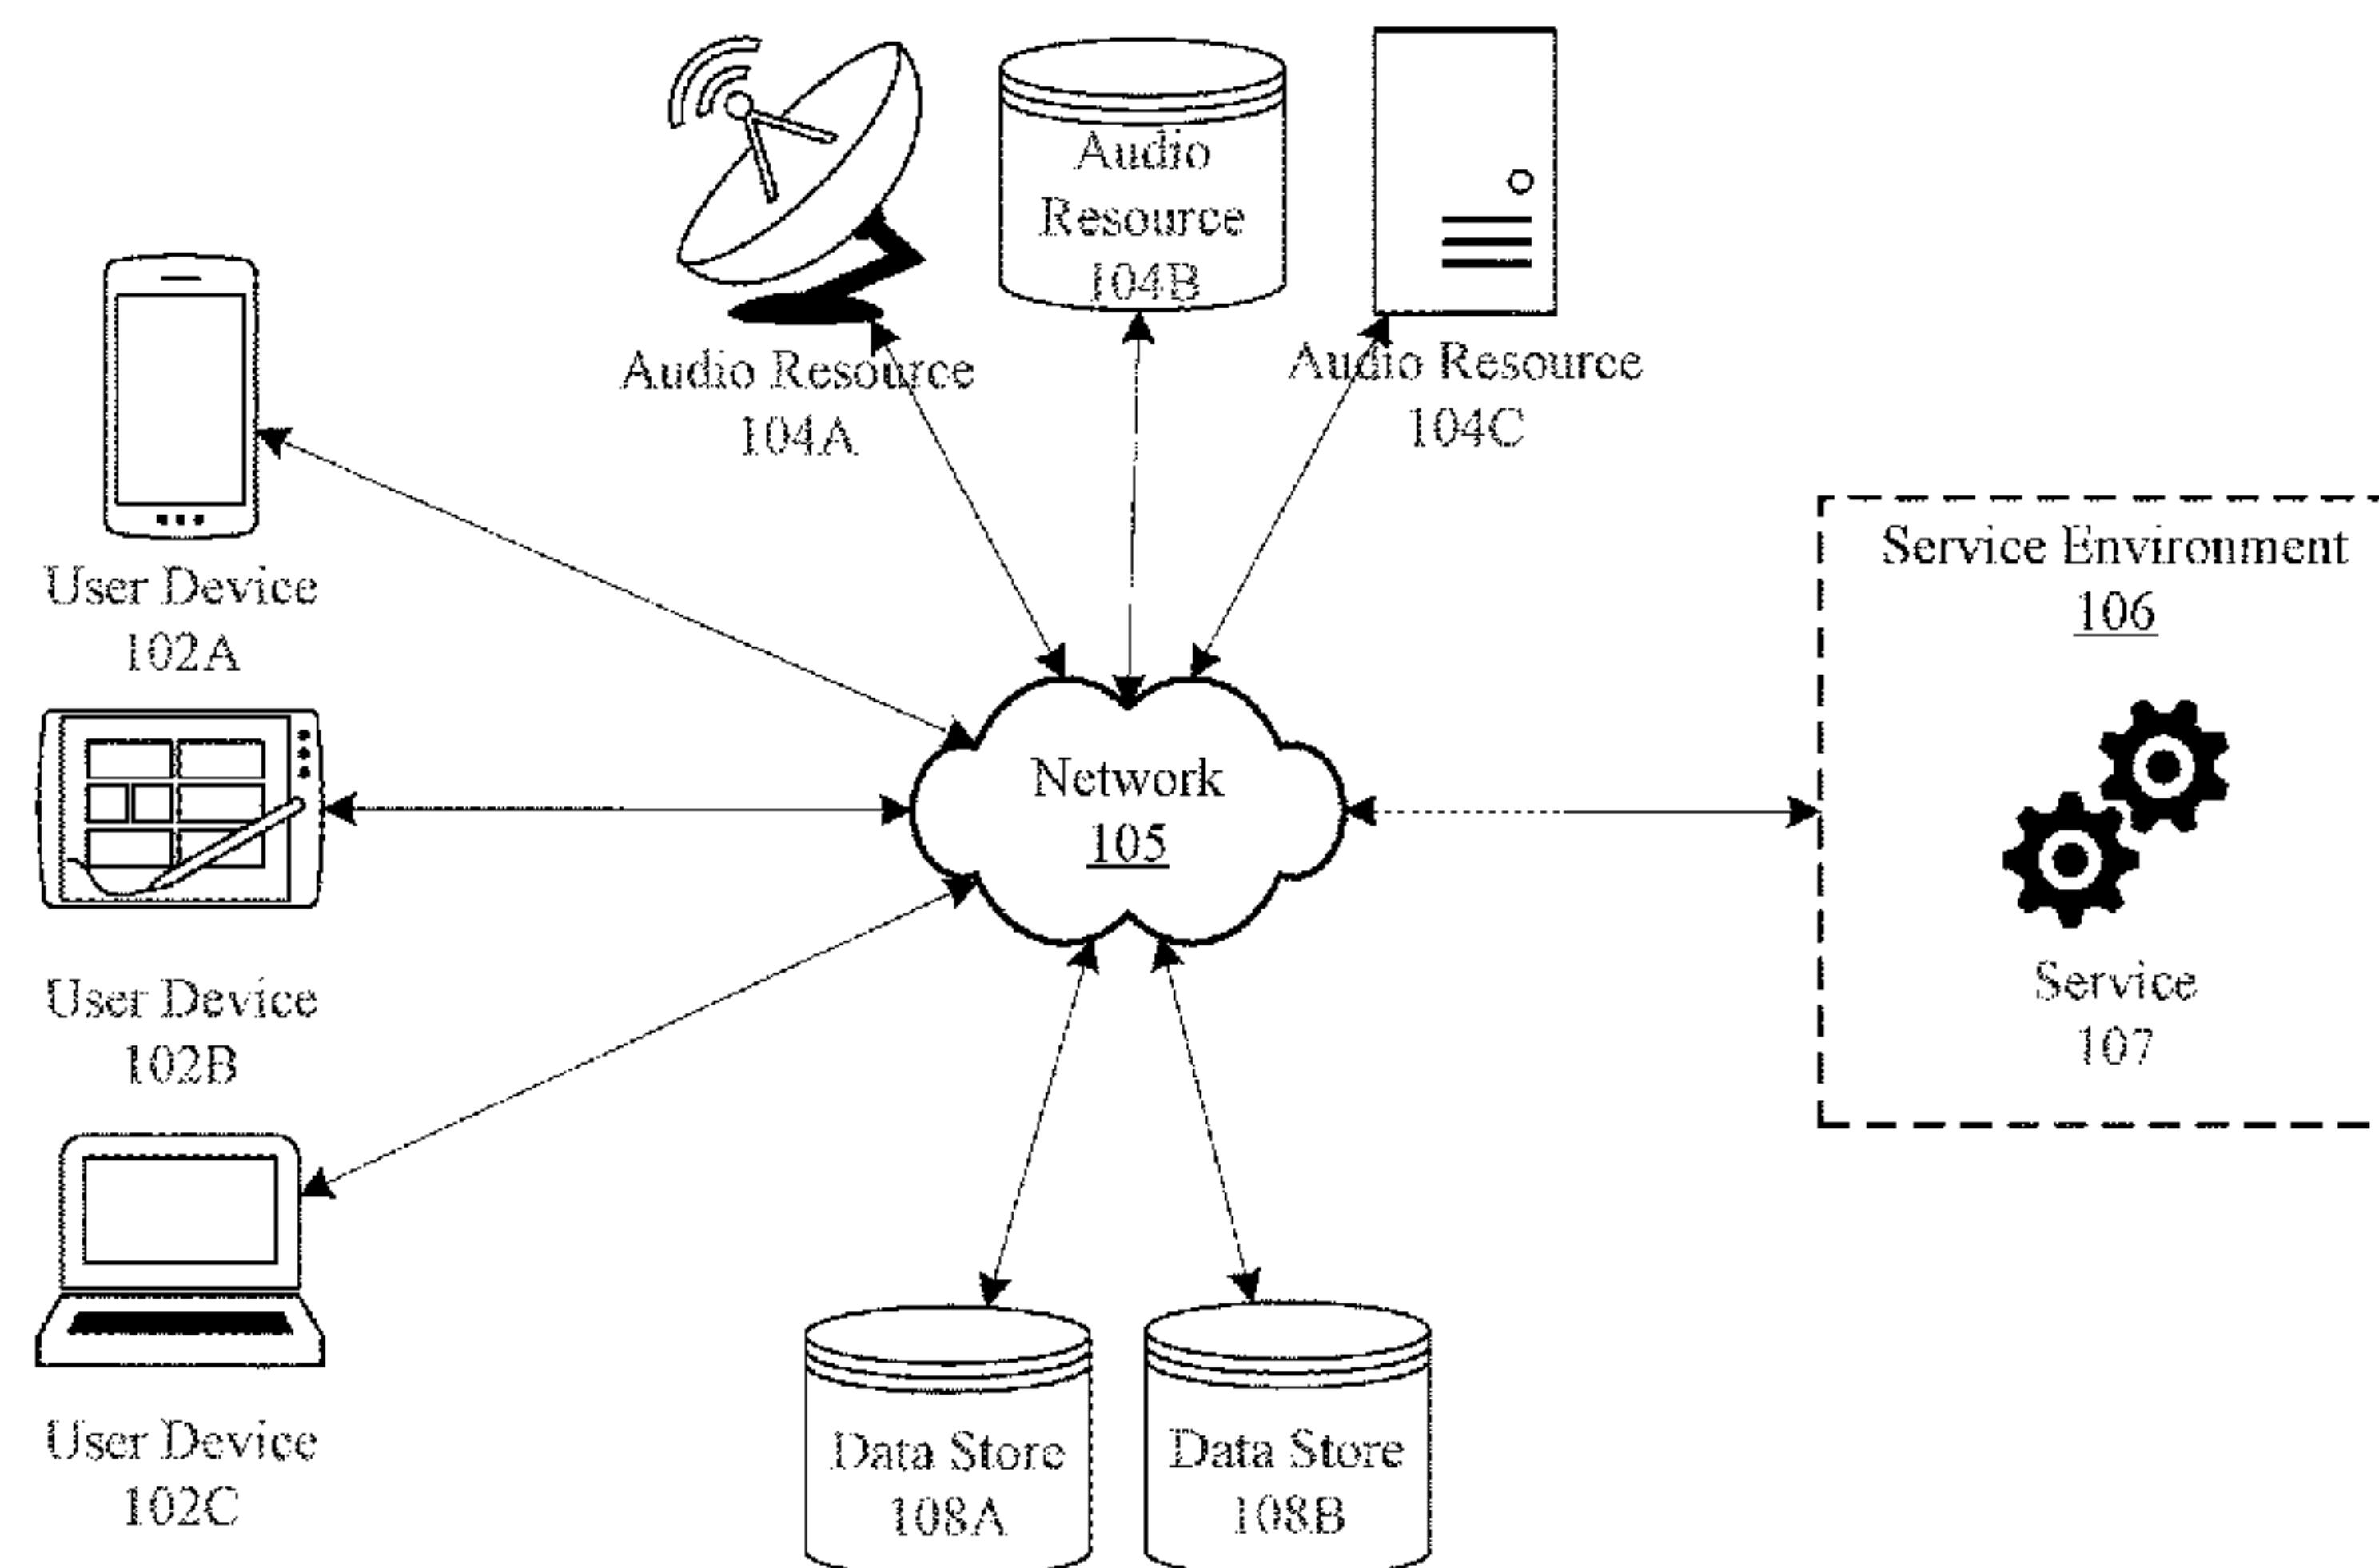 Audio
Resource
104B
Audio Resource
104A
Audio Resource
104C
User Device
102A
Service Environment
106
Network
105
Service
107
User Device
102B
User Device
102C
Data Store
108A
Data Store
108B